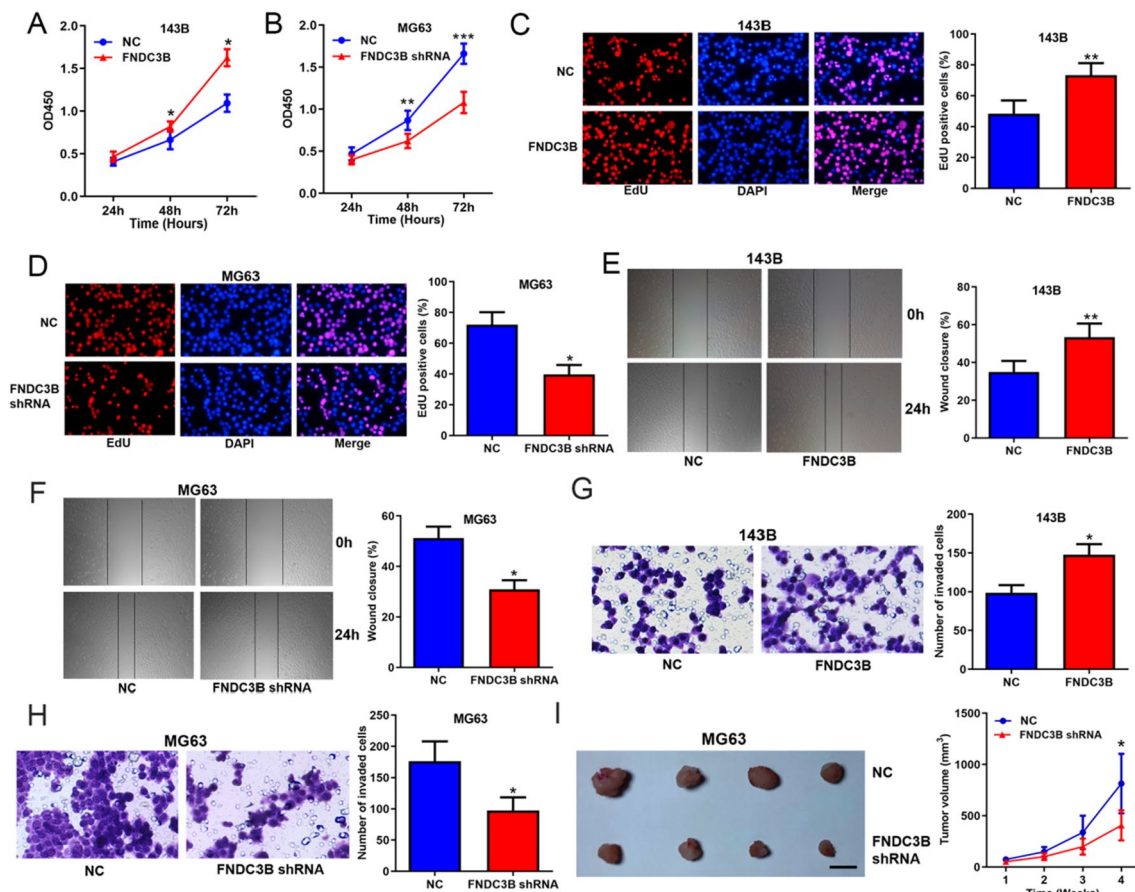 A
143B
NC
FNDC3B
*
*
OD450
2.0
1.5
1.0
0.5
0.0
24h 48h 72h
Time (Hours)
B
MG63
NC
FNDC3B shRNA
***
**
OD450
2.0
1.5
1.0
0.5
0.0
24h 48h 72h
Time (Hours)
C
143B
NC
FNDC3B
EdU DAPI Merge
143B
**
EdU positive cells (%)
100
80
60
40
20
0
NC FNDC3B
D
MG63
NC
FNDC3B
shRNA
EdU DAPI Merge
MG63
*
EdU positive cells (%)
100
80
60
40
20
0
NC FNDC3B shRNA
E
143B
0h
24h
NC FNDC3B
143B
**
Wound closure (%)
80
60
40
20
0
NC FNDC3B
F
MG63
0h
24h
NC FNDC3B shRNA
MG63
*
Wound closure (%)
60
40
20
0
NC FNDC3B shRNA
G
143B
NC FNDC3B
143B
*
Number of invaded cells
200
150
100
50
0
NC FNDC3B
H
MG63
NC FNDC3B shRNA
MG63
*
Number of invaded cells
250
200
150
100
50
0
NC FNDC3B shRNA
I
MG63
NC
FNDC3B
shRNA
NC
FNDC3B shRNA
*
Tumor volume (mm³)
1500
1000
500
0
1 2 3 4
Time (Weeks)